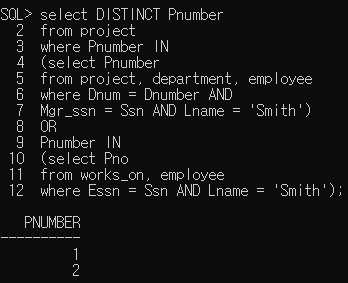 SQL> select DISTINCT Pnumber
2 from project
3 where Pnumber IN
4 (select Pnumber
5 from project, department, employee
6 where Dnum = Dnumber AND
7 Mgr_ssn = Ssn AND Lname = 'Smith')
8 OR
9 Pnumber IN
10 (select Pno
11 from works_on, employee
12 where Essn = Ssn AND Lname = 'Smith');
PNUMBER
----------
1
2